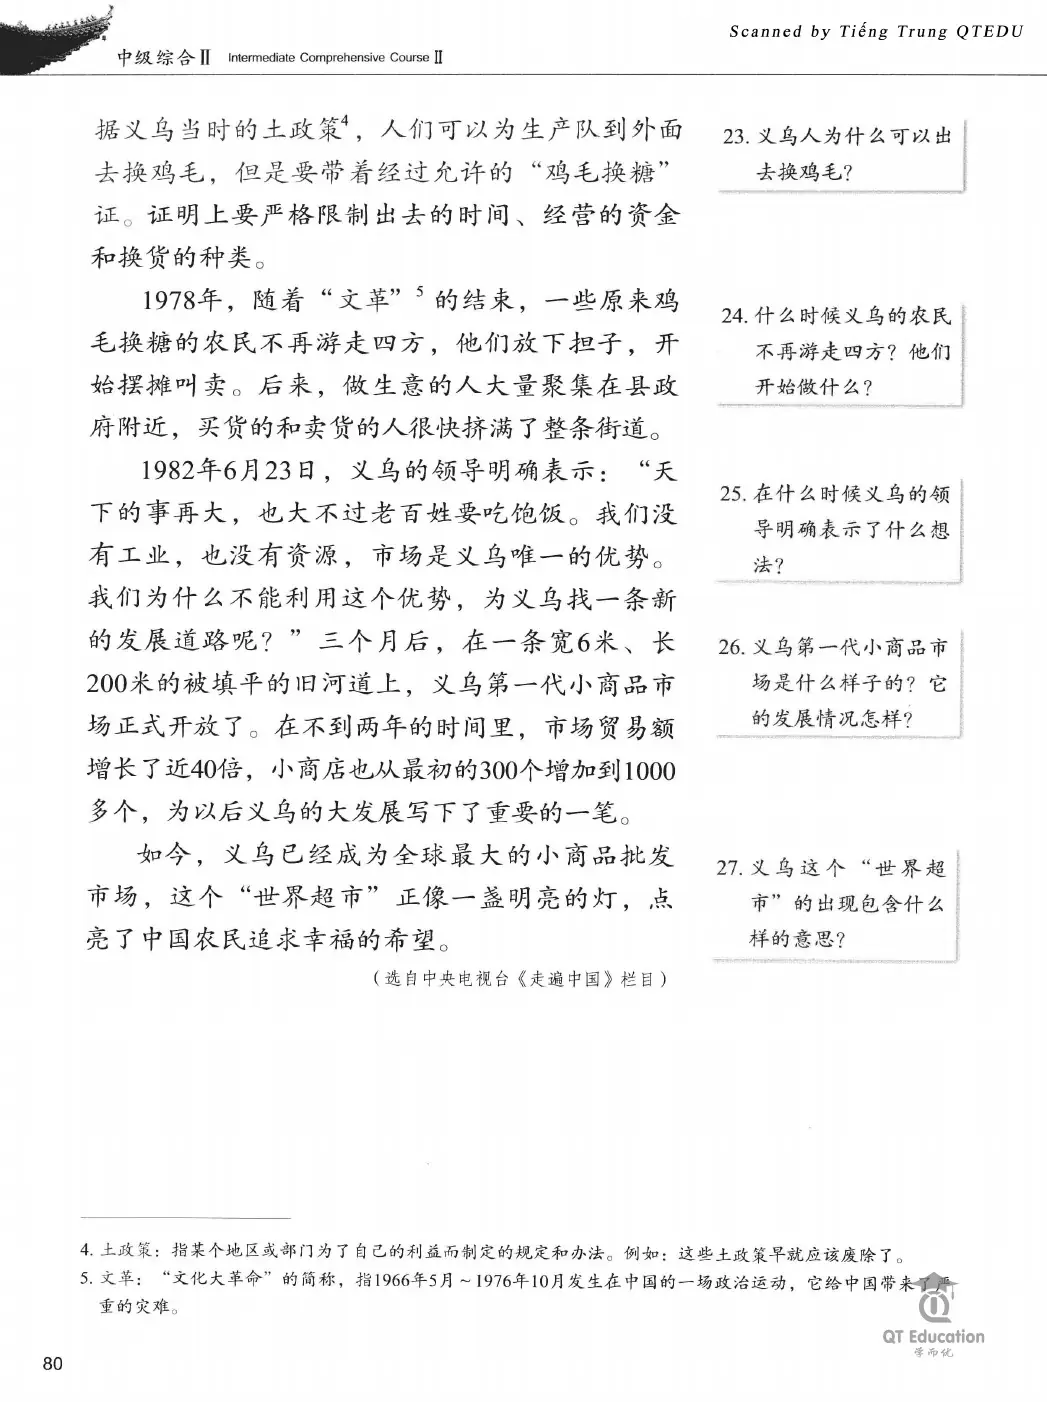 Scanned by Tiếng Trung QTEDU
中级综合Ⅱ Intermediate Comprehensive Course Ⅱ
据义乌当时的土政策4，人们可以为生产队到外面
去换鸡毛，但是要带着经过允许的“鸡毛换糖”
证。证明上要严格限制出去的时间、经营的资金
和换货的种类。
1978年，随着“文革”5 的结束，一些原来鸡
毛换糖的农民不再游走四方，他们放下担子，开
始摆摊叫卖。后来，做生意的人大量聚集在县政
府附近，买货的和卖货的人很快挤满了整条街道。
1982年6月23日，义乌的领导明确表示：“天
下的事再大，也大不过老百姓要吃饱饭。我们没
有工业，也没有资源，市场是义乌唯一的优势。
我们为什么不能利用这个优势，为义乌找一条新
的发展道路呢？”三个月后，在一条宽6米、长
200米的被填平的旧河道上，义乌第一代小商品市
场正式开放了。在不到两年的时间里，市场贸易额
增长了近40倍，小商店也从最初的300个增加到1000
多个，为以后义乌的大发展写下了重要的一笔。
如今，义乌已经成为全球最大的小商品批发
市场，这个“世界超市”正像一盏明亮的灯，点
亮了中国农民追求幸福的希望。
（选自中央电视台《走遍中国》栏目）
23. 义乌人为什么可以出
去换鸡毛？
24. 什么时候义乌的农民
不再游走四方？他们
开始做什么？
25. 在什么时候义乌的领
导明确表示了什么想
法？
26. 义乌第一代小商品市
场是什么样子的？它
的发展情况怎样？
27. 义乌这个“世界超
市”的出现包含什么
样的意思？
4. 土政策：指某个地区或部门为了自己的利益而制定的规定和办法。例如：这些土政策早就应该废除了。
5. 文革：“文化大革命”的简称，指1966年5月～1976年10月发生在中国的一场政治运动，它给中国带来了严
重的灾难。
QT Education
学而优
80